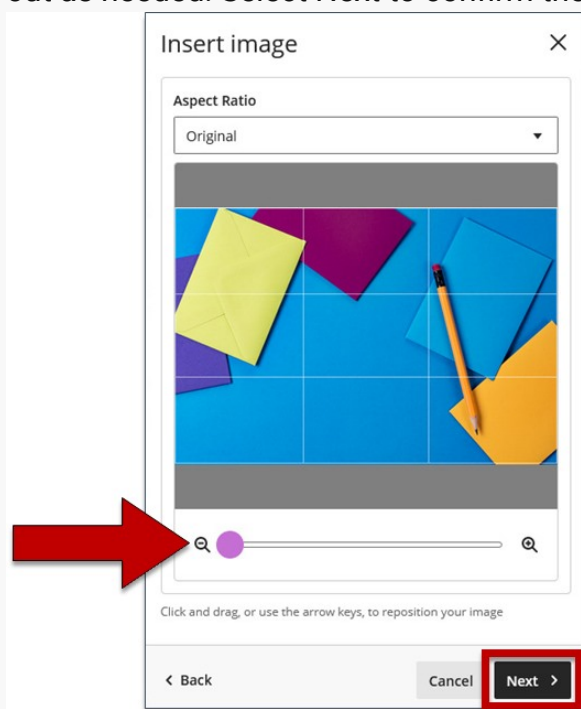 Insert image
Aspect Ratio
Original
Click and drag, or use the arrow keys, to reposition your image
Back
Cancel
Next